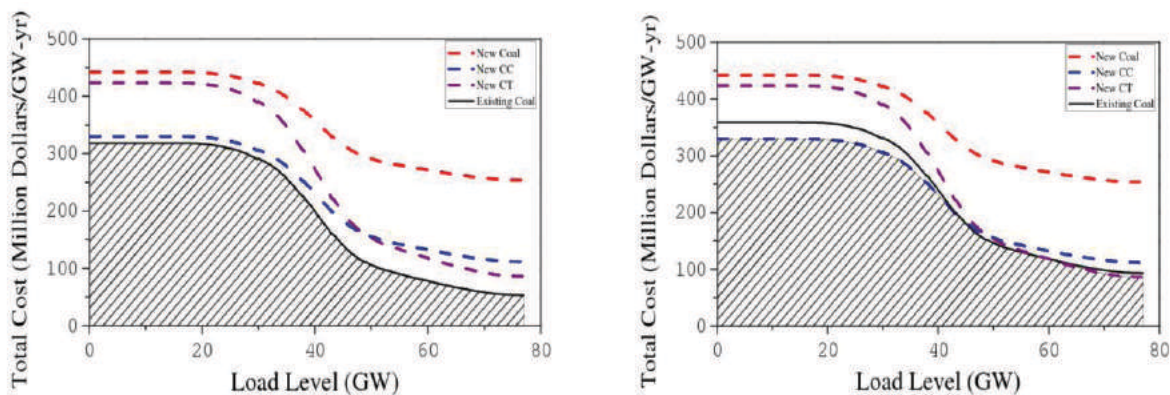 Total Cost (Million Dollars/GW-yr)
500
400
300
200
100
0
New Coal
New CC
New CT
Existing Coal
0 20 40 60 80
Load Level (GW)
Total Cost (Million Dollars/GW-yr)
500
400
300
200
100
0
New Coal
New CC
New CT
Existing Coal
0 20 40 60 80
Load Level (GW)